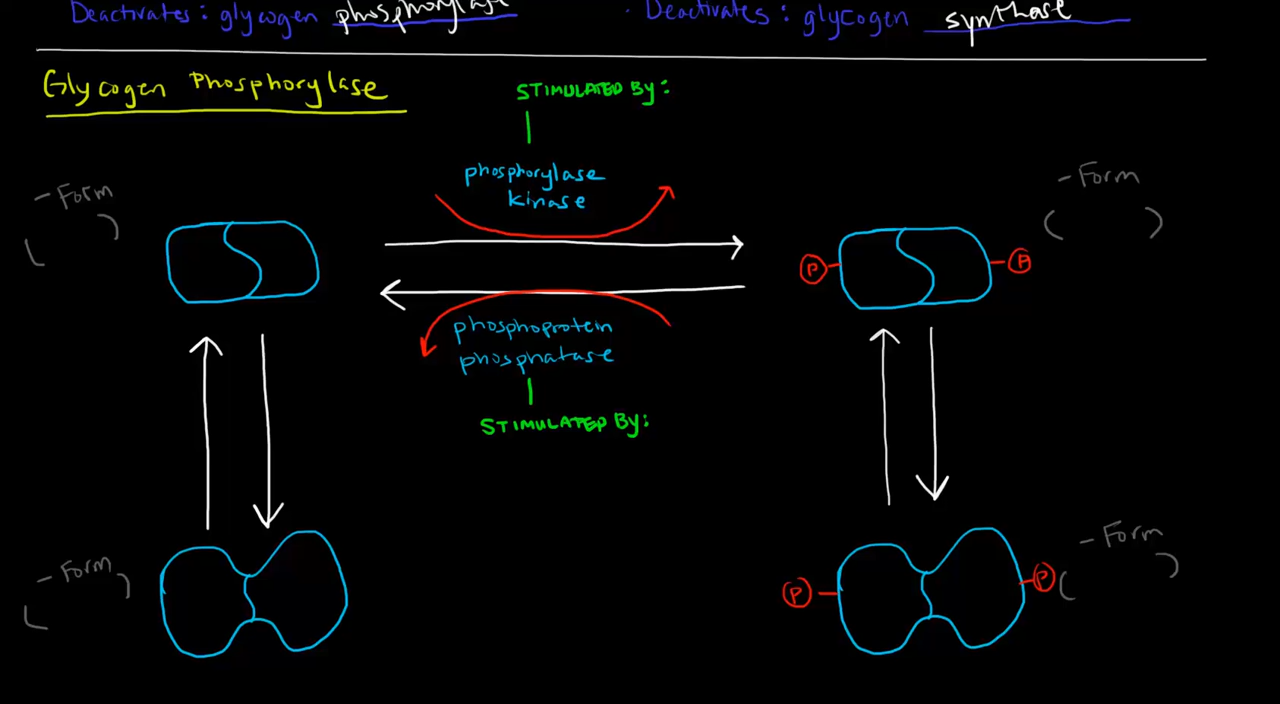 Deactivates: glycogen phosphorylase
· Deactivates: glycogen synthase
Glycogen Phosphorylase
STIMULATED BY:
phosphorylase
kinase
-Form
( )
-Form
( )
P
P
phosphoprotein
phosphatase
STIMULATED BY:
-Form
( )
-Form
( )
P
P